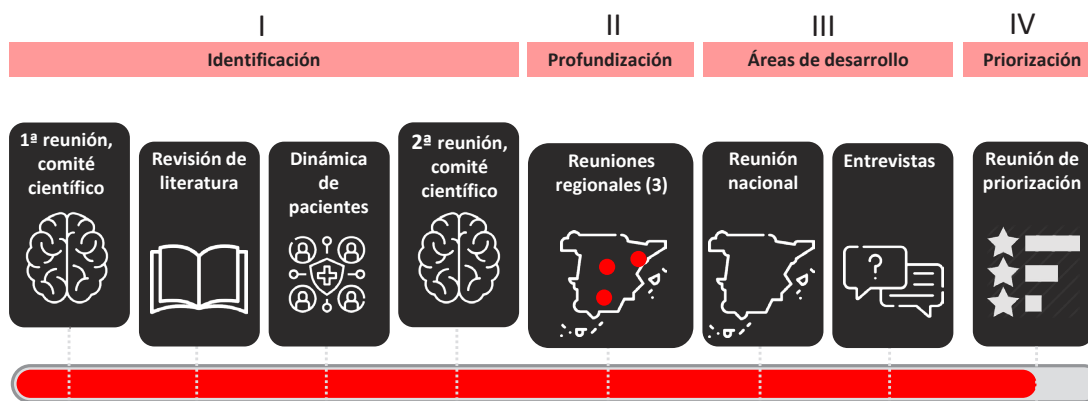 I
II
III
IV
Identificación
Profundización
Áreas de desarrollo
Priorización
1ª reunión,
comité
científico
Revisión de
literatura
Dinámica
de
pacientes
2ª reunión,
comité
científico
Reuniones
regionales (3)
Reunión
nacional
Entrevistas
?
Reunión de
priorización